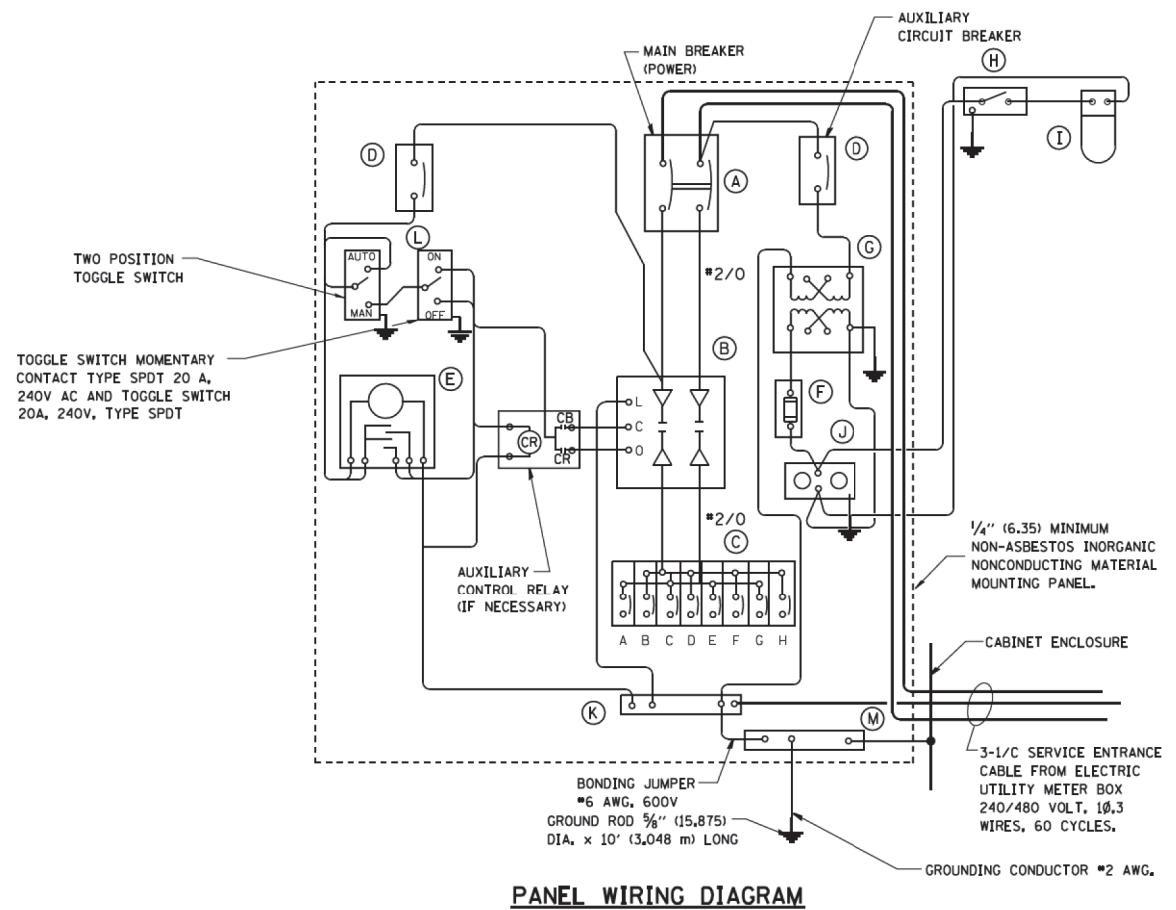 AUXILIARY
CIRCUIT BREAKER
MAIN BREAKER
(POWER)
H
I
D
A
D
L
G
AUTO
MAN
ON
OFF
TWO POSITION
TOGGLE SWITCH
#2/0
TOGGLE SWITCH MOMENTARY
CONTACT TYPE SPDT 20 A,
240V AC AND TOGGLE SWITCH
20A, 240V, TYPE SPDT
B
E
F
L
C
O
CB
CR
CR
J
#2/0
C
1/4" (6.35) MINIMUM
NON-ASBESTOS INORGANIC
NONCONDUCTING MATERIAL
MOUNTING PANEL.
AUXILIARY
CONTROL RELAY
(IF NECESSARY)
A B C D E F G H
CABINET ENCLOSURE
K
M
3-1/C SERVICE ENTRANCE
CABLE FROM ELECTRIC
UTILITY METER BOX
240/480 VOLT, 1Ø,3
WIRES, 60 CYCLES.
BONDING JUMPER
#6 AWG, 600V
GROUND ROD 5/8" (15.875)
DIA. x 10' (3.048 m) LONG
GROUNDING CONDUCTOR #2 AWG.
PANEL WIRING DIAGRAM